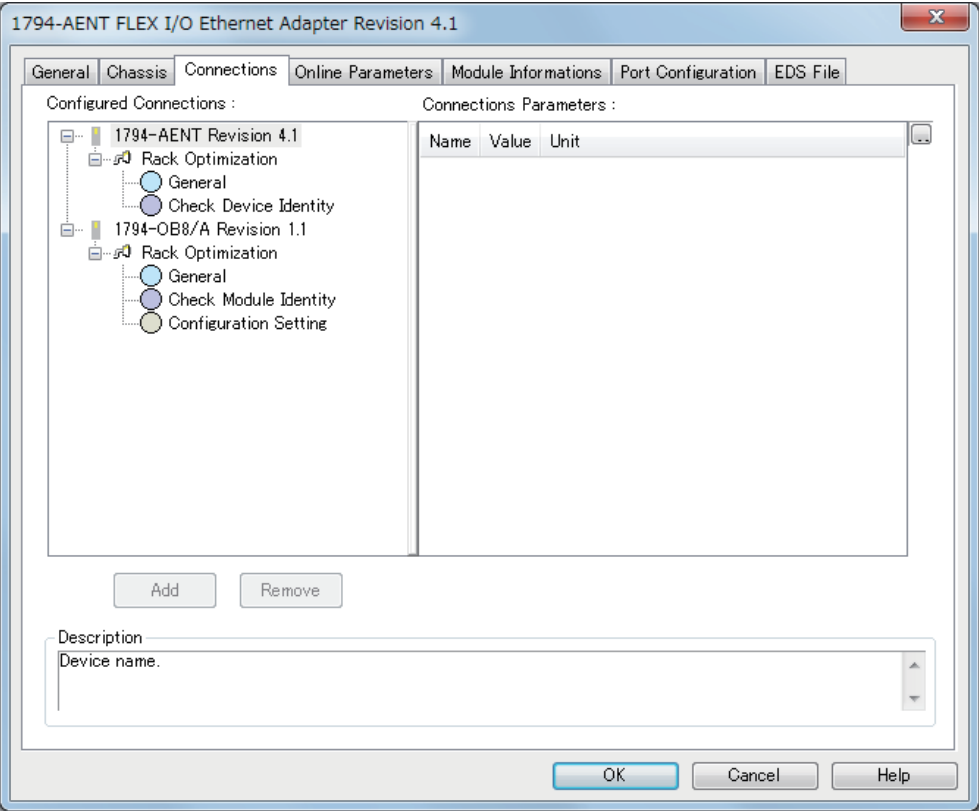 1794-AENT FLEX I/O Ethernet Adapter Revision 4.1
General Chassis Connections Online Parameters Module Informations Port Configuration EDS File
Configured Connections :
Connections Parameters :
1794-AENT Revision 4.1
Rack Optimization
General
Check Device Identity
1794-OB8/A Revision 1.1
Rack Optimization
General
Check Module Identity
Configuration Setting
Name Value Unit
...
Add Remove
Description
Device name.
OK Cancel Help